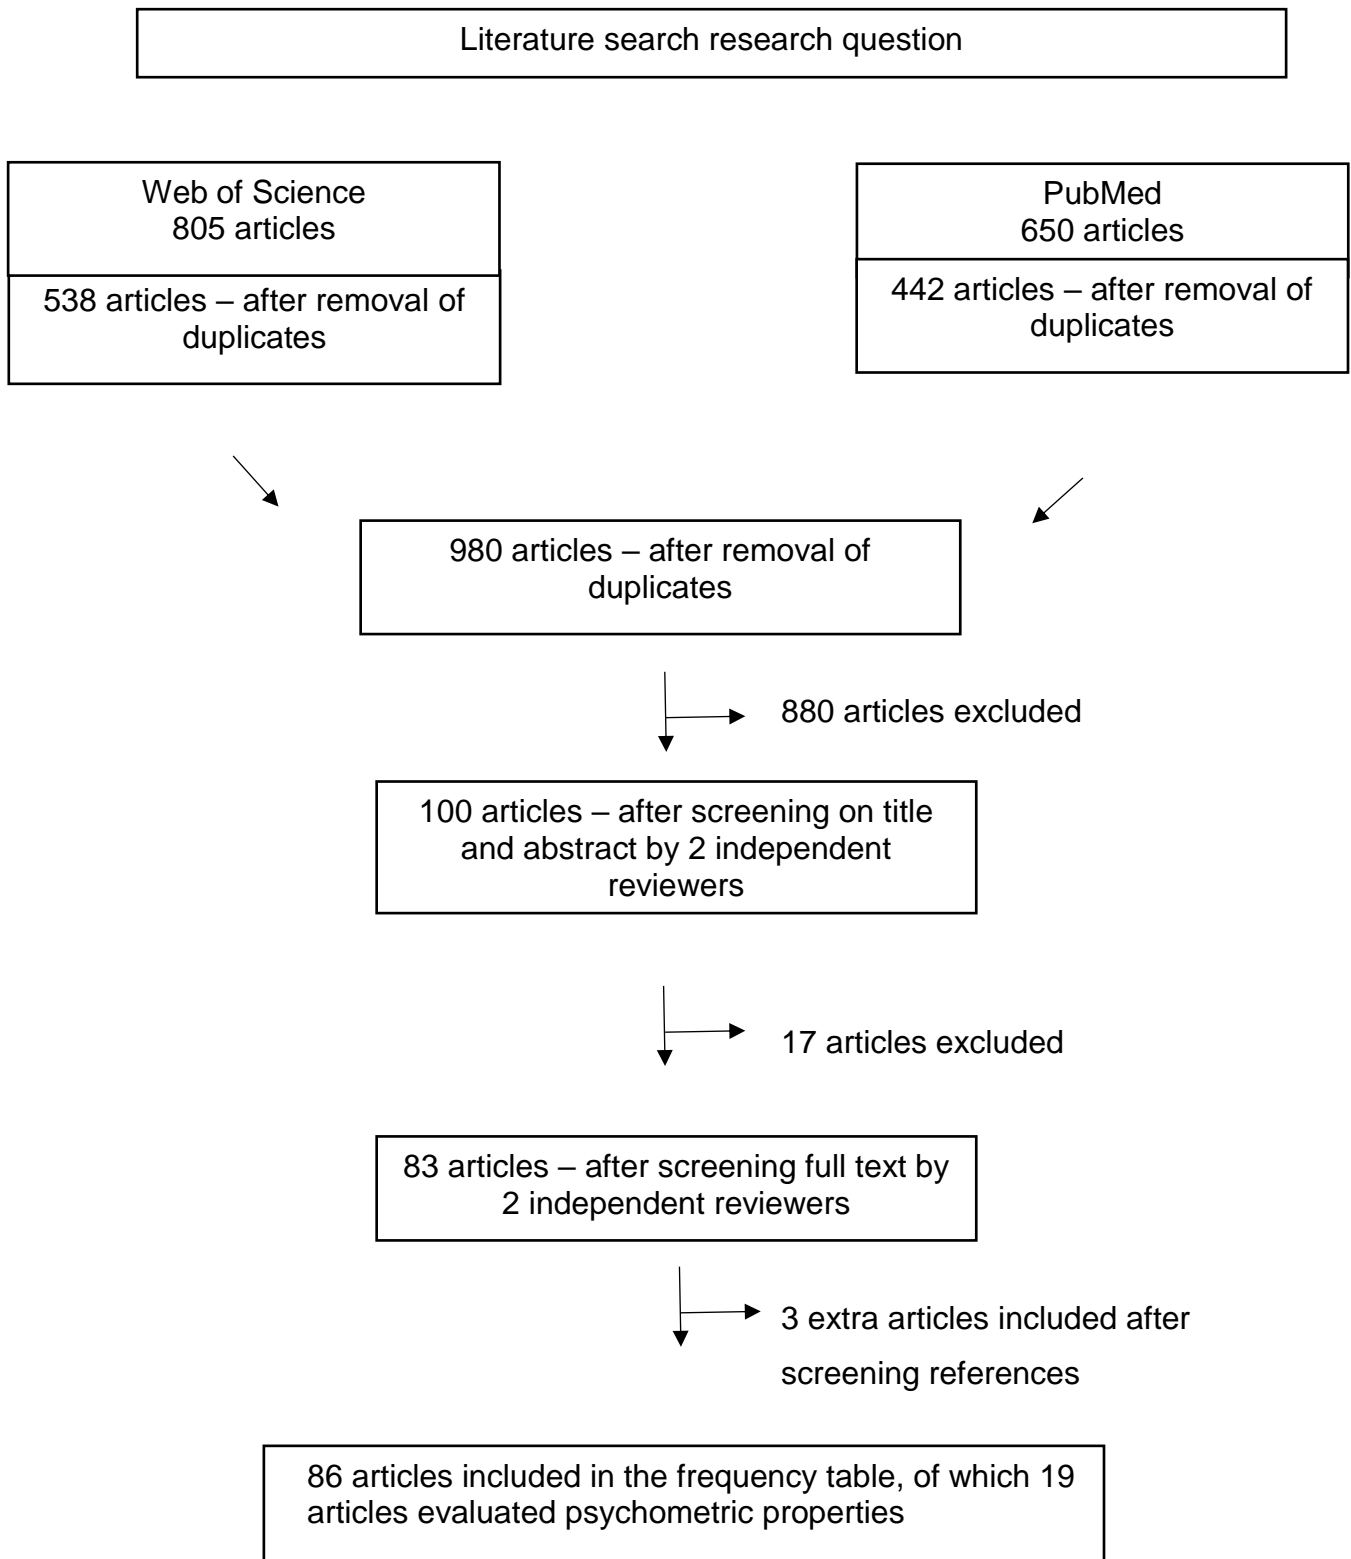 Literature search research question
Web of Science
805 articles
538 articles – after removal of
duplicates
PubMed
650 articles
442 articles – after removal of
duplicates
980 articles – after removal of
duplicates
880 articles excluded
100 articles – after screening on title
and abstract by 2 independent
reviewers
17 articles excluded
83 articles – after screening full text by
2 independent reviewers
3 extra articles included after
screening references
86 articles included in the frequency table, of which 19
articles evaluated psychometric properties